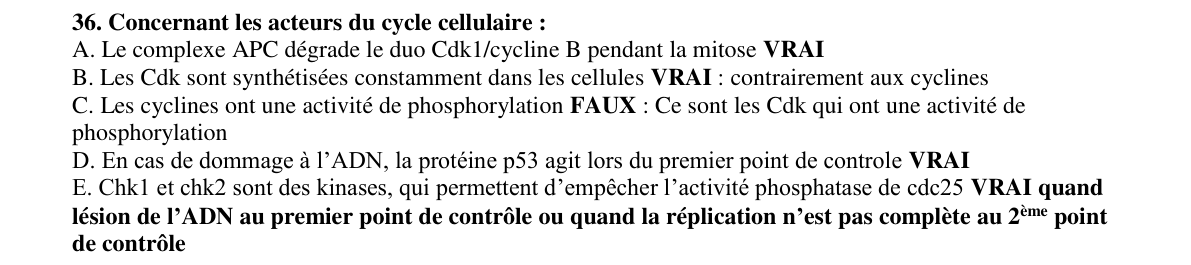 36. Concernant les acteurs du cycle cellulaire :
A. Le complexe APC dégrade le duo Cdk1/cycline B pendant la mitose VRAI
B. Les Cdk sont synthétisées constamment dans les cellules VRAI : contrairement aux cyclines
C. Les cyclines ont une activité de phosphorylation FAUX : Ce sont les Cdk qui ont une activité de
phosphorylation
D. En cas de dommage à l’ADN, la protéine p53 agit lors du premier point de controle VRAI
E. Chk1 et chk2 sont des kinases, qui permettent d’empêcher l’activité phosphatase de cdc25 VRAI quand
lésion de l’ADN au premier point de contrôle ou quand la réplication n’est pas complète au 2ème point
de contrôle